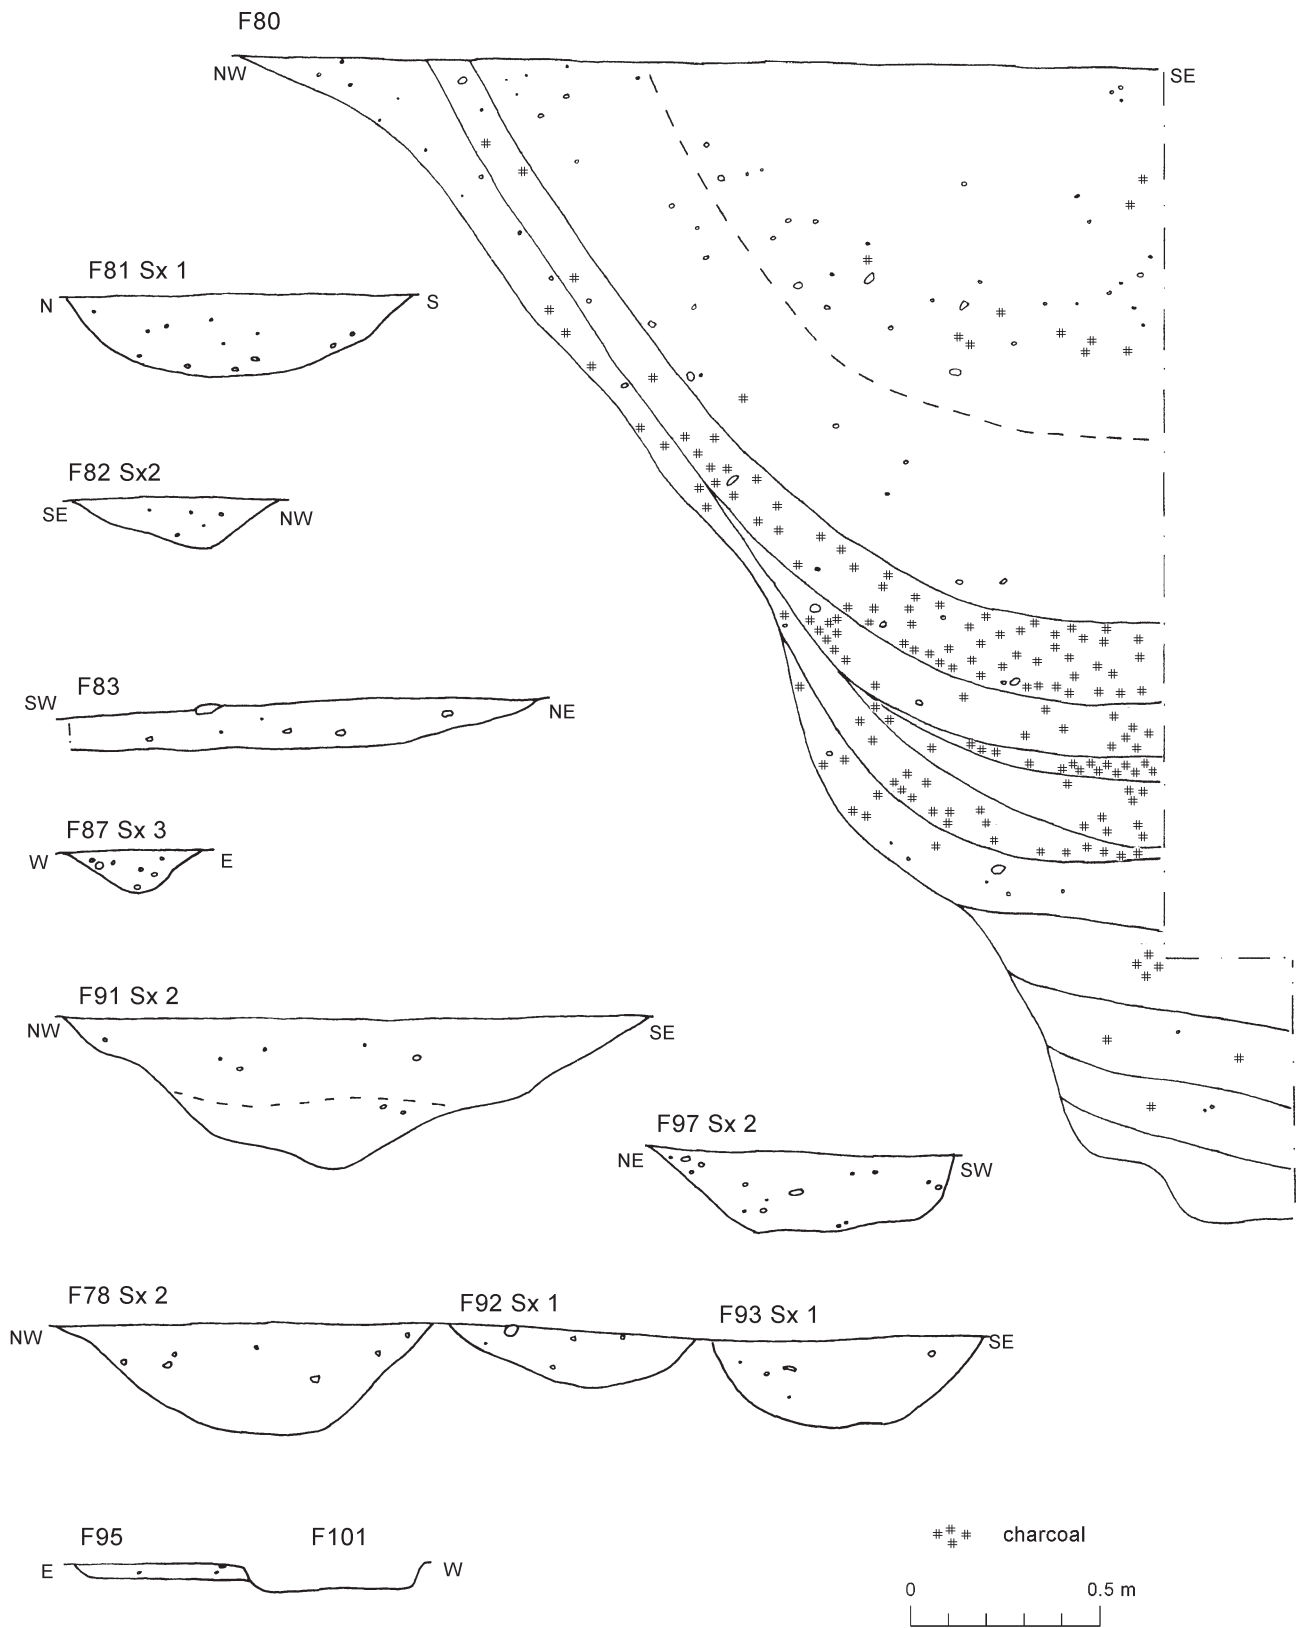 F80
NW
SE
F81 Sx 1
N
S
F82 Sx2
SE
NW
F83
SW
NE
F87 Sx 3
W
E
F91 Sx 2
NW
SE
F97 Sx 2
NE
SW
F78 Sx 2
F92 Sx 1
F93 Sx 1
NW
SE
F95
F101
E
W
charcoal
0
0.5 m